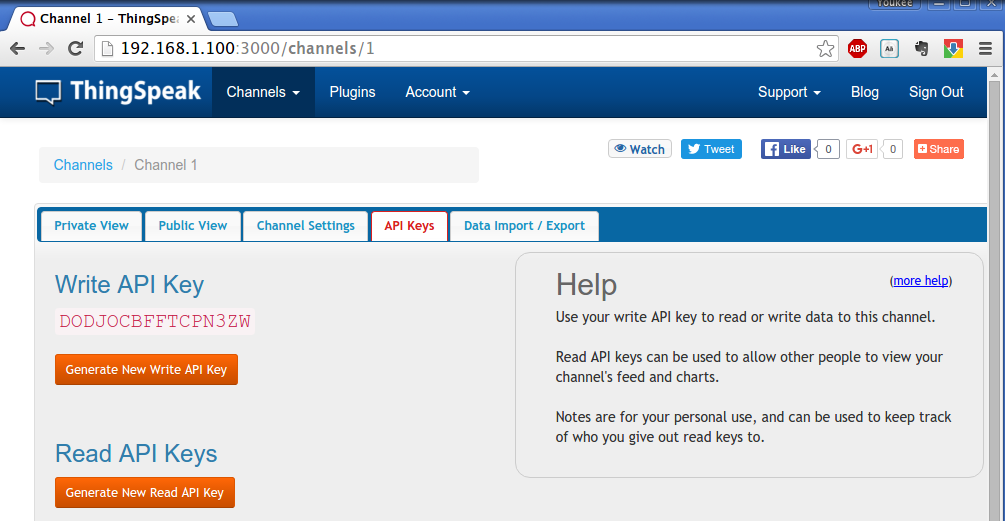 Youkee
Channel 1 - ThingSpea
192.168.1.100:3000/channels/1
ABP
Aá
ThingSpeak
Channels
Plugins
Account
Support
Blog
Sign Out
Channels / Channel 1
Watch
Tweet
Like
0
G+1
0
Share
Private View
Public View
Channel Settings
API Keys
Data Import / Export
Write API Key
DODJOCBFFTCPN3ZW
Generate New Write API Key
Read API Keys
Generate New Read API Key
Help
(more help)
Use your write API key to read or write data to this channel.
Read API keys can be used to allow other people to view your
channel's feed and charts.
Notes are for your personal use, and can be used to keep track
of who you give out read keys to.